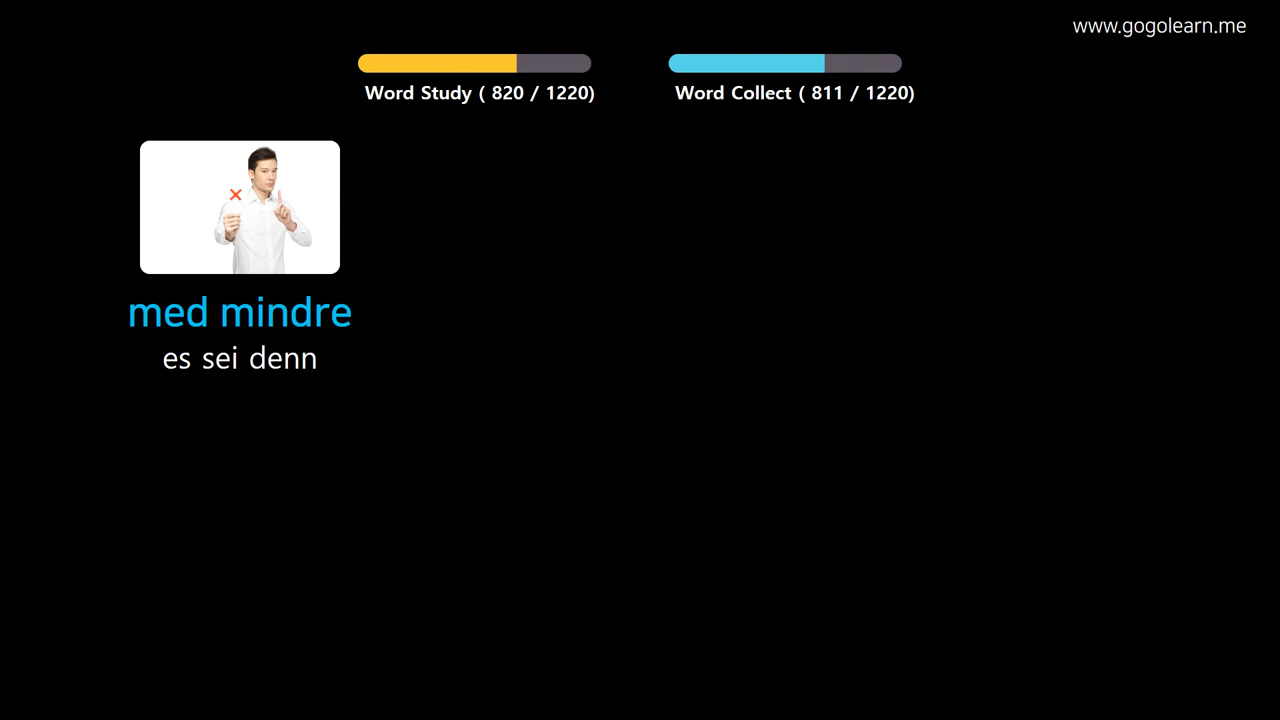 www.gogolearn.me
Word Study ( 820 / 1220)
Word Collect ( 811 / 1220)
med mindre
es sei denn